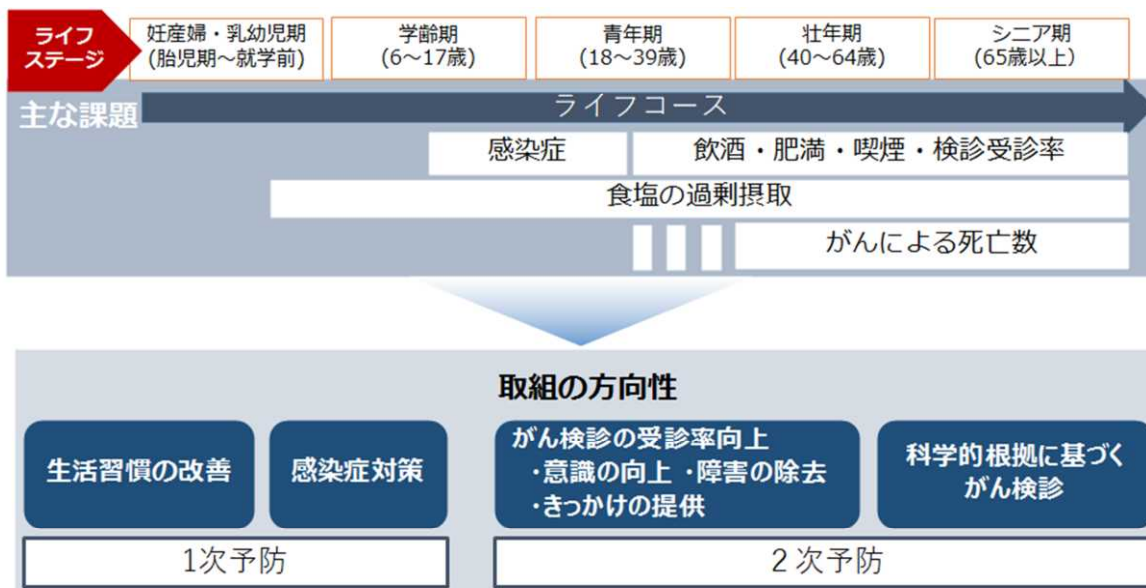 ライフ
ステージ
妊産婦・乳幼児期
(胎児期～就学前)
学齢期
(6～17歳)
青年期
(18～39歳)
壮年期
(40～64歳)
シニア期
(65歳以上)
主な課題
ライフコース
感染症
飲酒・肥満・喫煙・検診受診率
食塩の過剰摂取
がんによる死亡数
取組の方向性
生活習慣の改善
感染症対策
がん検診の受診率向上
・意識の向上 ・障害の除去
・きっかけの提供
科学的根拠に基づく
がん検診
1次予防
２次予防